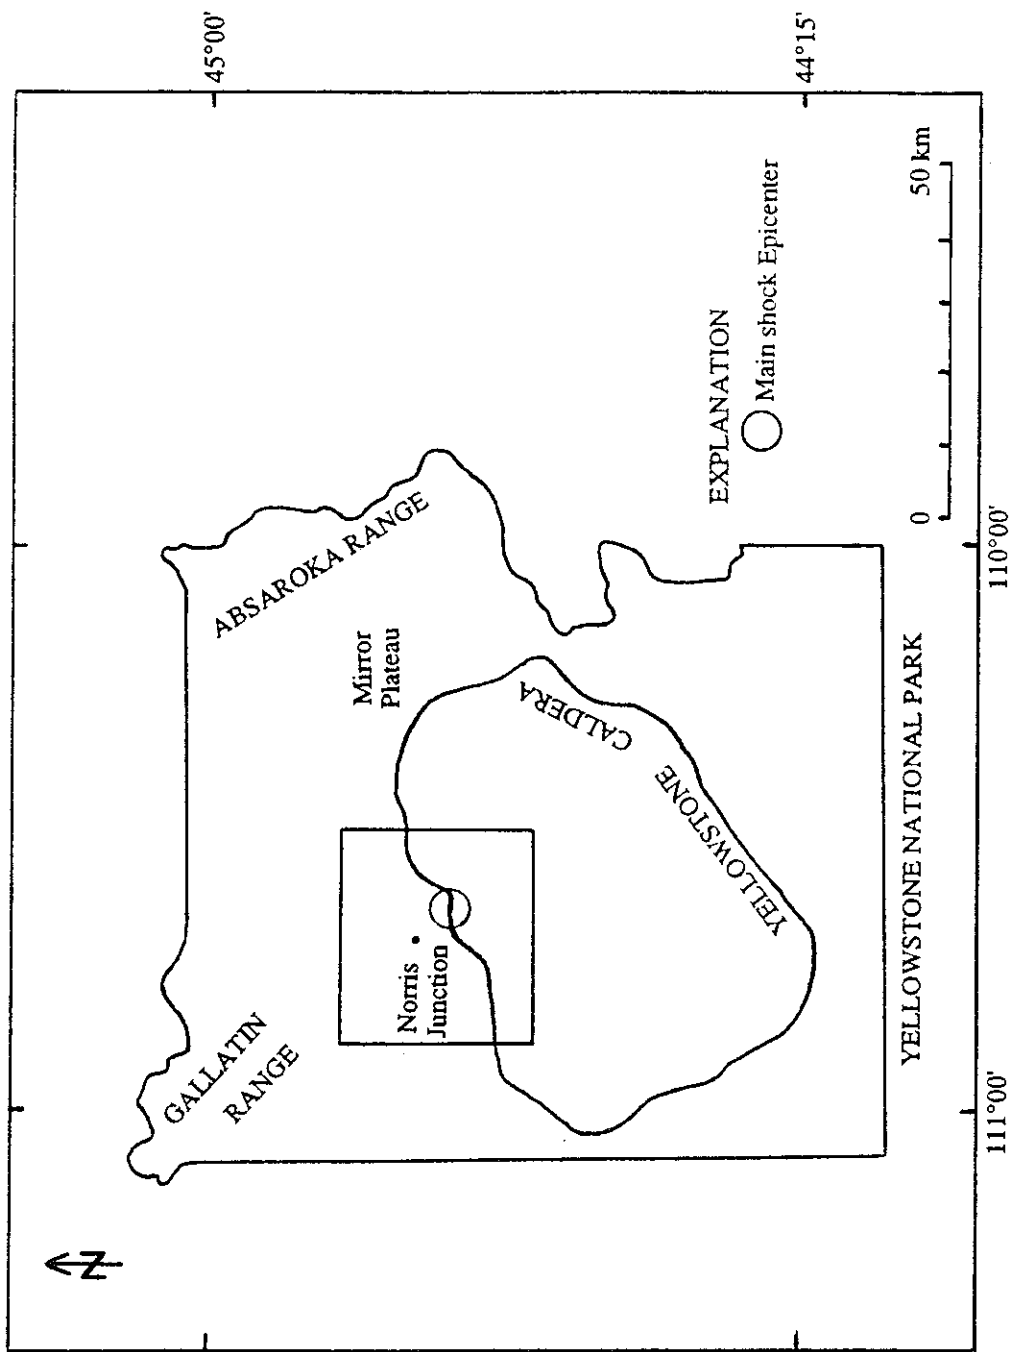 N
45°00'
44°15'
GALLATIN
RANGE
ABSAROKA RANGE
Mirror
Plateau
Norris
Junction
YELLOWSTONE
CALDERA
EXPLANATION
Main shock Epicenter
0
50 km
YELLOWSTONE NATIONAL PARK
111°00'
110°00'